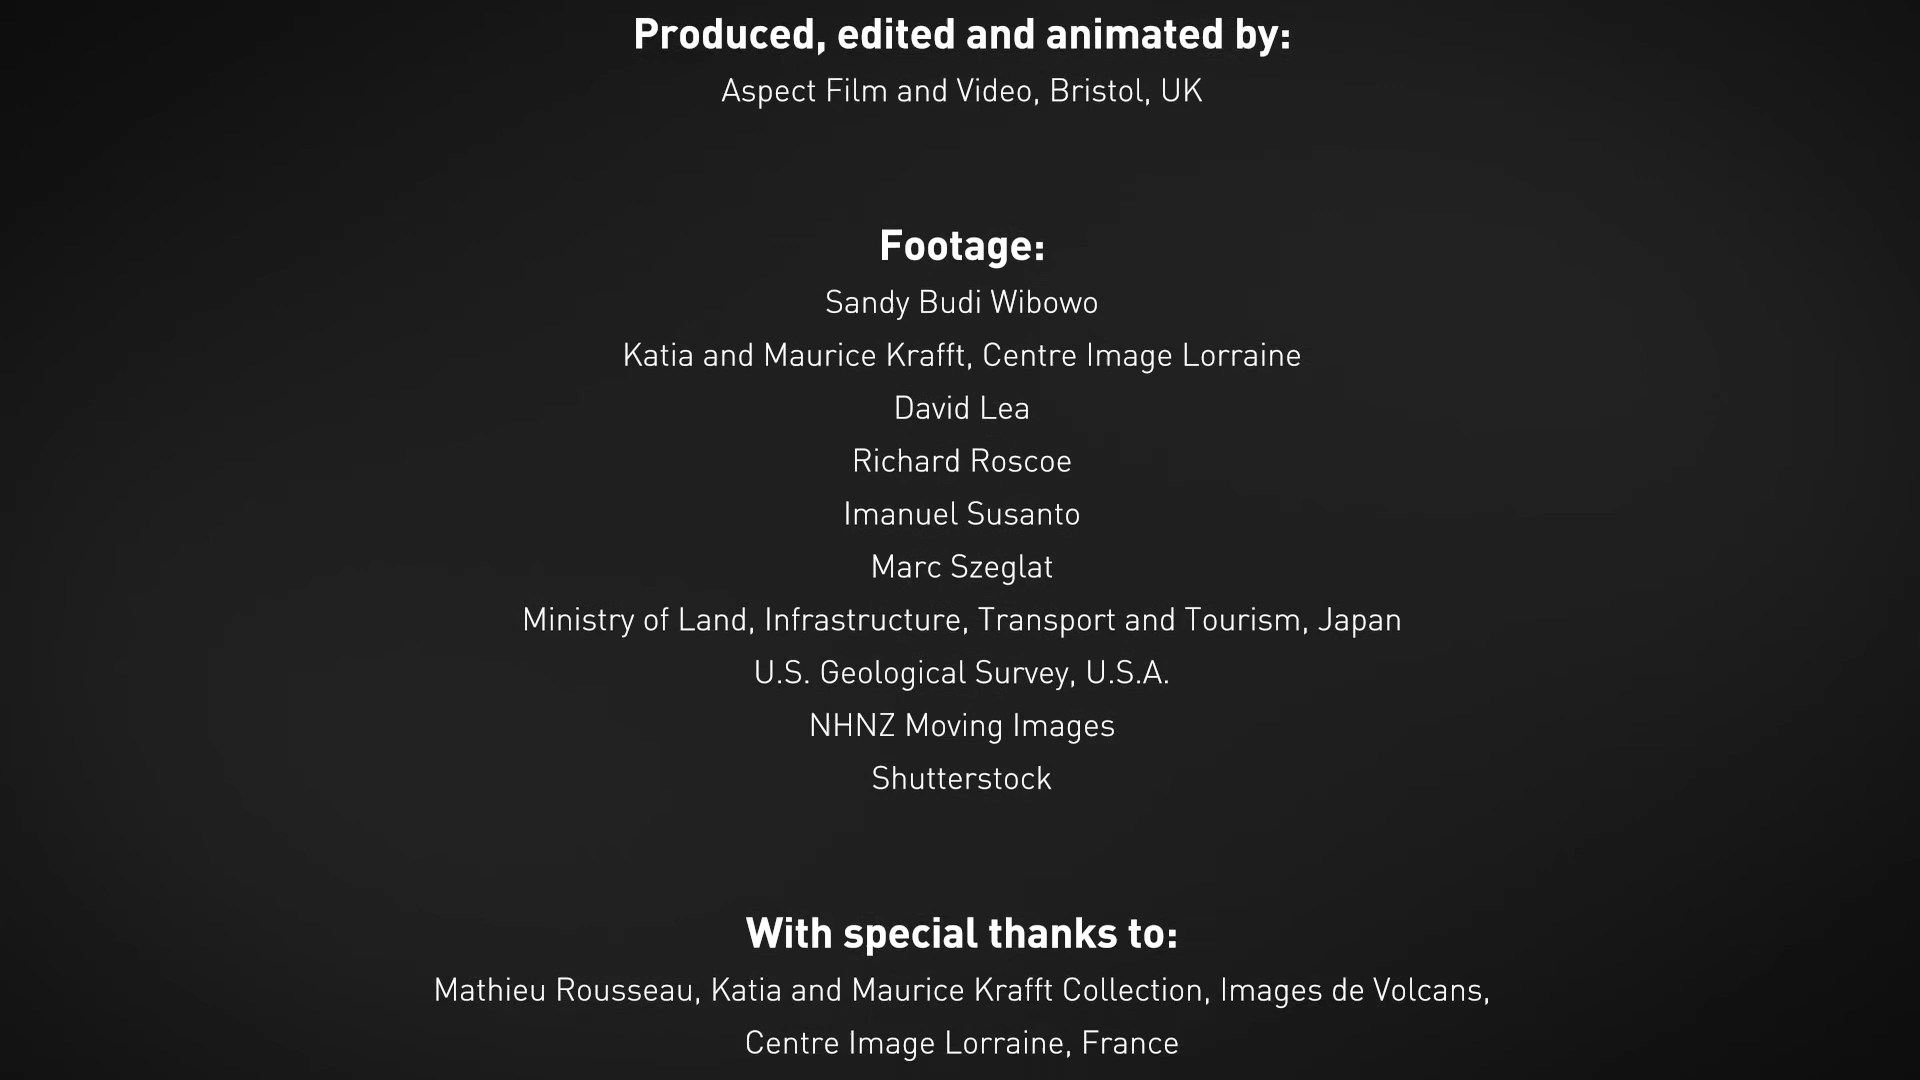 Produced, edited and animated by:
Aspect Film and Video, Bristol, UK
Footage:
Sandy Budi Wibowo
Katia and Maurice Krafft, Centre Image Lorraine
David Lea
Richard Roscoe
Imanuel Susanto
Marc Szeglat
Ministry of Land, Infrastructure, Transport and Tourism, Japan
U.S. Geological Survey, U.S.A.
NHNZ Moving Images
Shutterstock
With special thanks to:
Mathieu Rousseau, Katia and Maurice Krafft Collection, Images de Volcans,
Centre Image Lorraine, France